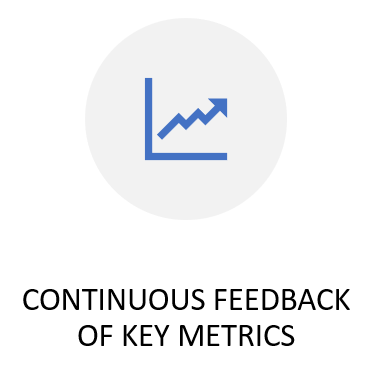 CONTINUOUS FEEDBACK
OF KEY METRICS